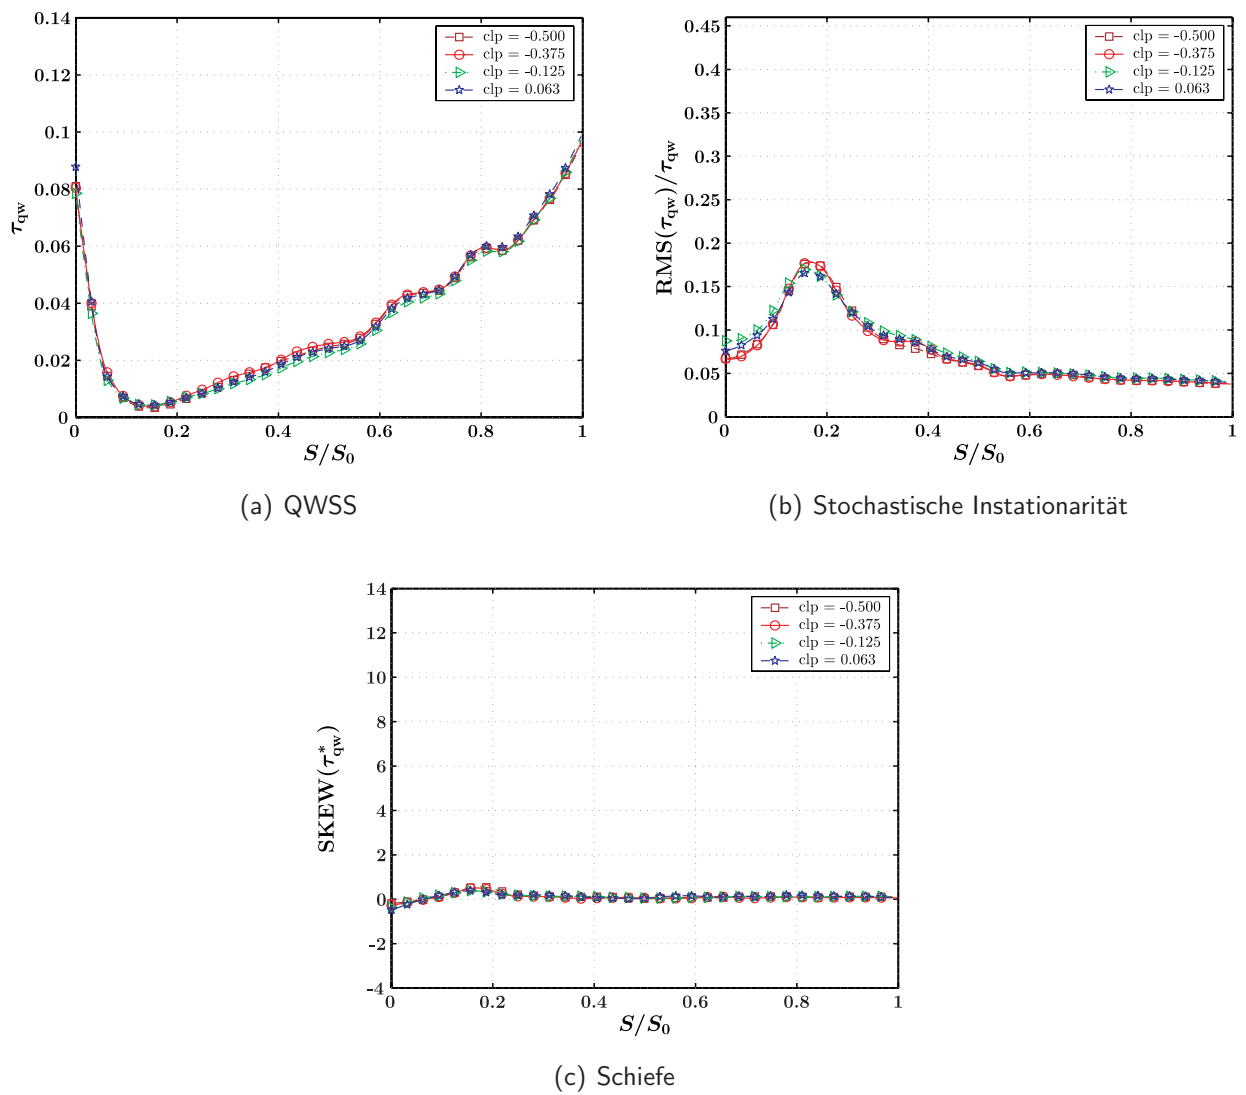 0.14
0.12
0.1
0.08
0.06
0.04
0.02
0
τqw
0
0.2
0.4
0.6
0.8
1
S/S0
clp = -0.500
clp = -0.375
clp = -0.125
clp = 0.063
(a) QWSS
0.45
0.4
0.35
0.3
0.25
0.2
0.15
0.1
0.05
0
RMS(τqw)/τqw
0
0.2
0.4
0.6
0.8
1
S/S0
clp = -0.500
clp = -0.375
clp = -0.125
clp = 0.063
(b) Stochastische Instationarität
14
12
10
8
6
4
2
0
-2
-4
SKEW(τ*qw)
0
0.2
0.4
0.6
0.8
1
S/S0
clp = -0.500
clp = -0.375
clp = -0.125
clp = 0.063
(c) Schiefe